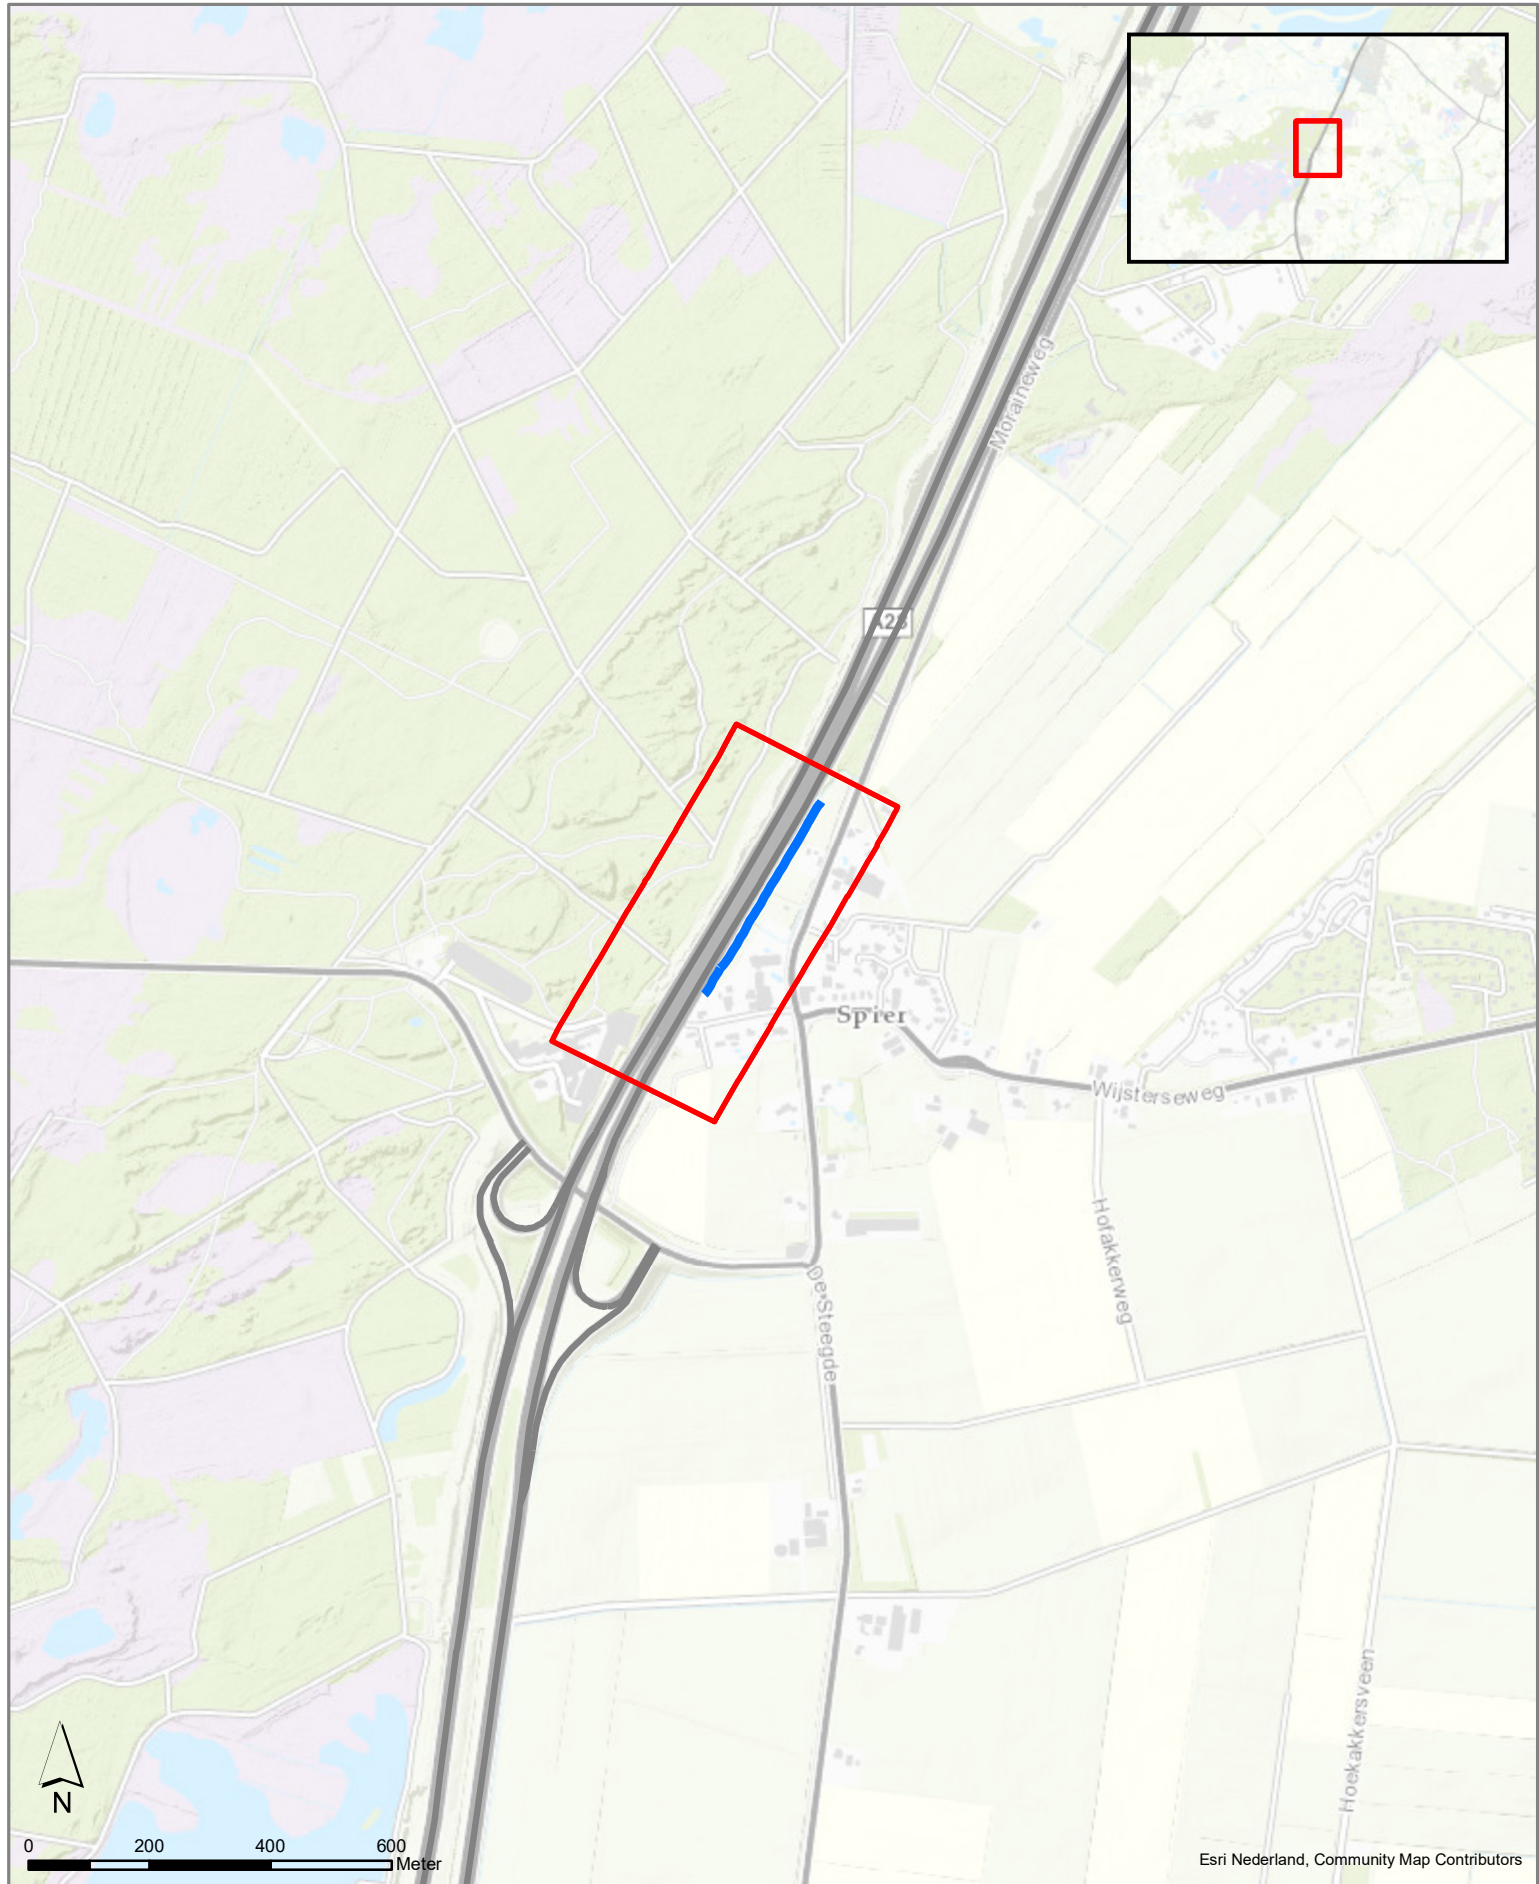 Moraineweg
A28
Spier
Wijsterseweg
Hofakkerweg
De Steegde
Hoekakkersveen
N
0 200 400 600
Meter
Esri Nederland, Community Map Contributors